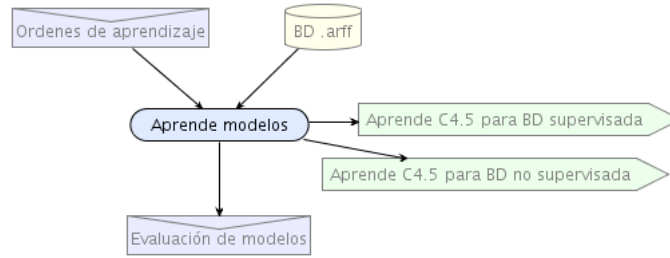 Ordenes de aprendizaje
BD .arff
Aprende modelos
Aprende C4.5 para BD supervisada
Aprende C4.5 para BD no supervisada
Evaluación de modelos